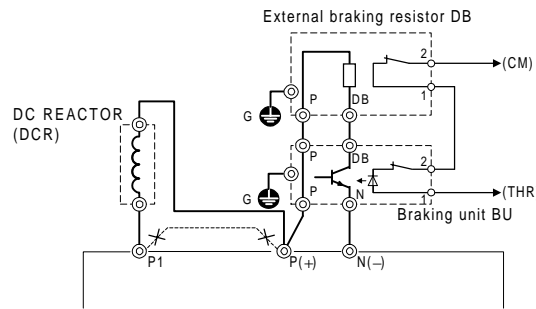 External braking resistor DB
2
(CM)
P
DB
1
G
DC REACTOR
(DCR)
P
DB
2
P
N
G
1
(THR
Braking unit BU
P1
P(+)
N(−)